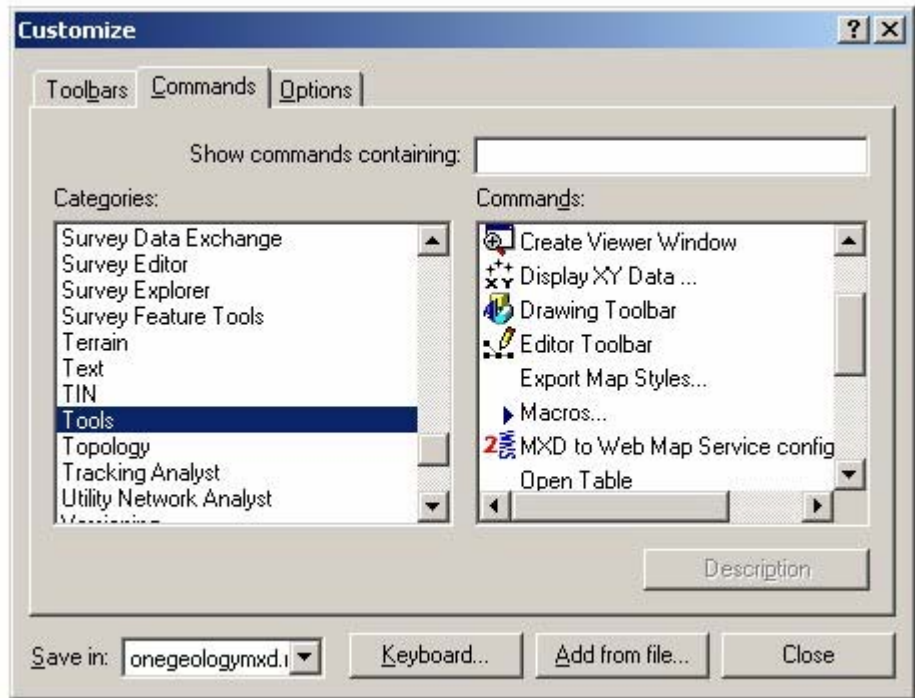 Customize
Toolbars Commands Options
Show commands containing:
Categories:
Survey Data Exchange
Survey Editor
Survey Explorer
Survey Feature Tools
Terrain
Text
TIN
Tools
Topology
Tracking Analyst
Utility Network Analyst
Commands:
Create Viewer Window
Display XY Data ...
Drawing Toolbar
Editor Toolbar
Export Map Styles...
Macros...
MXD to Web Map Service config
Open Table
Description
Save in: onegeologymxd. Keyboard... Add from file... Close